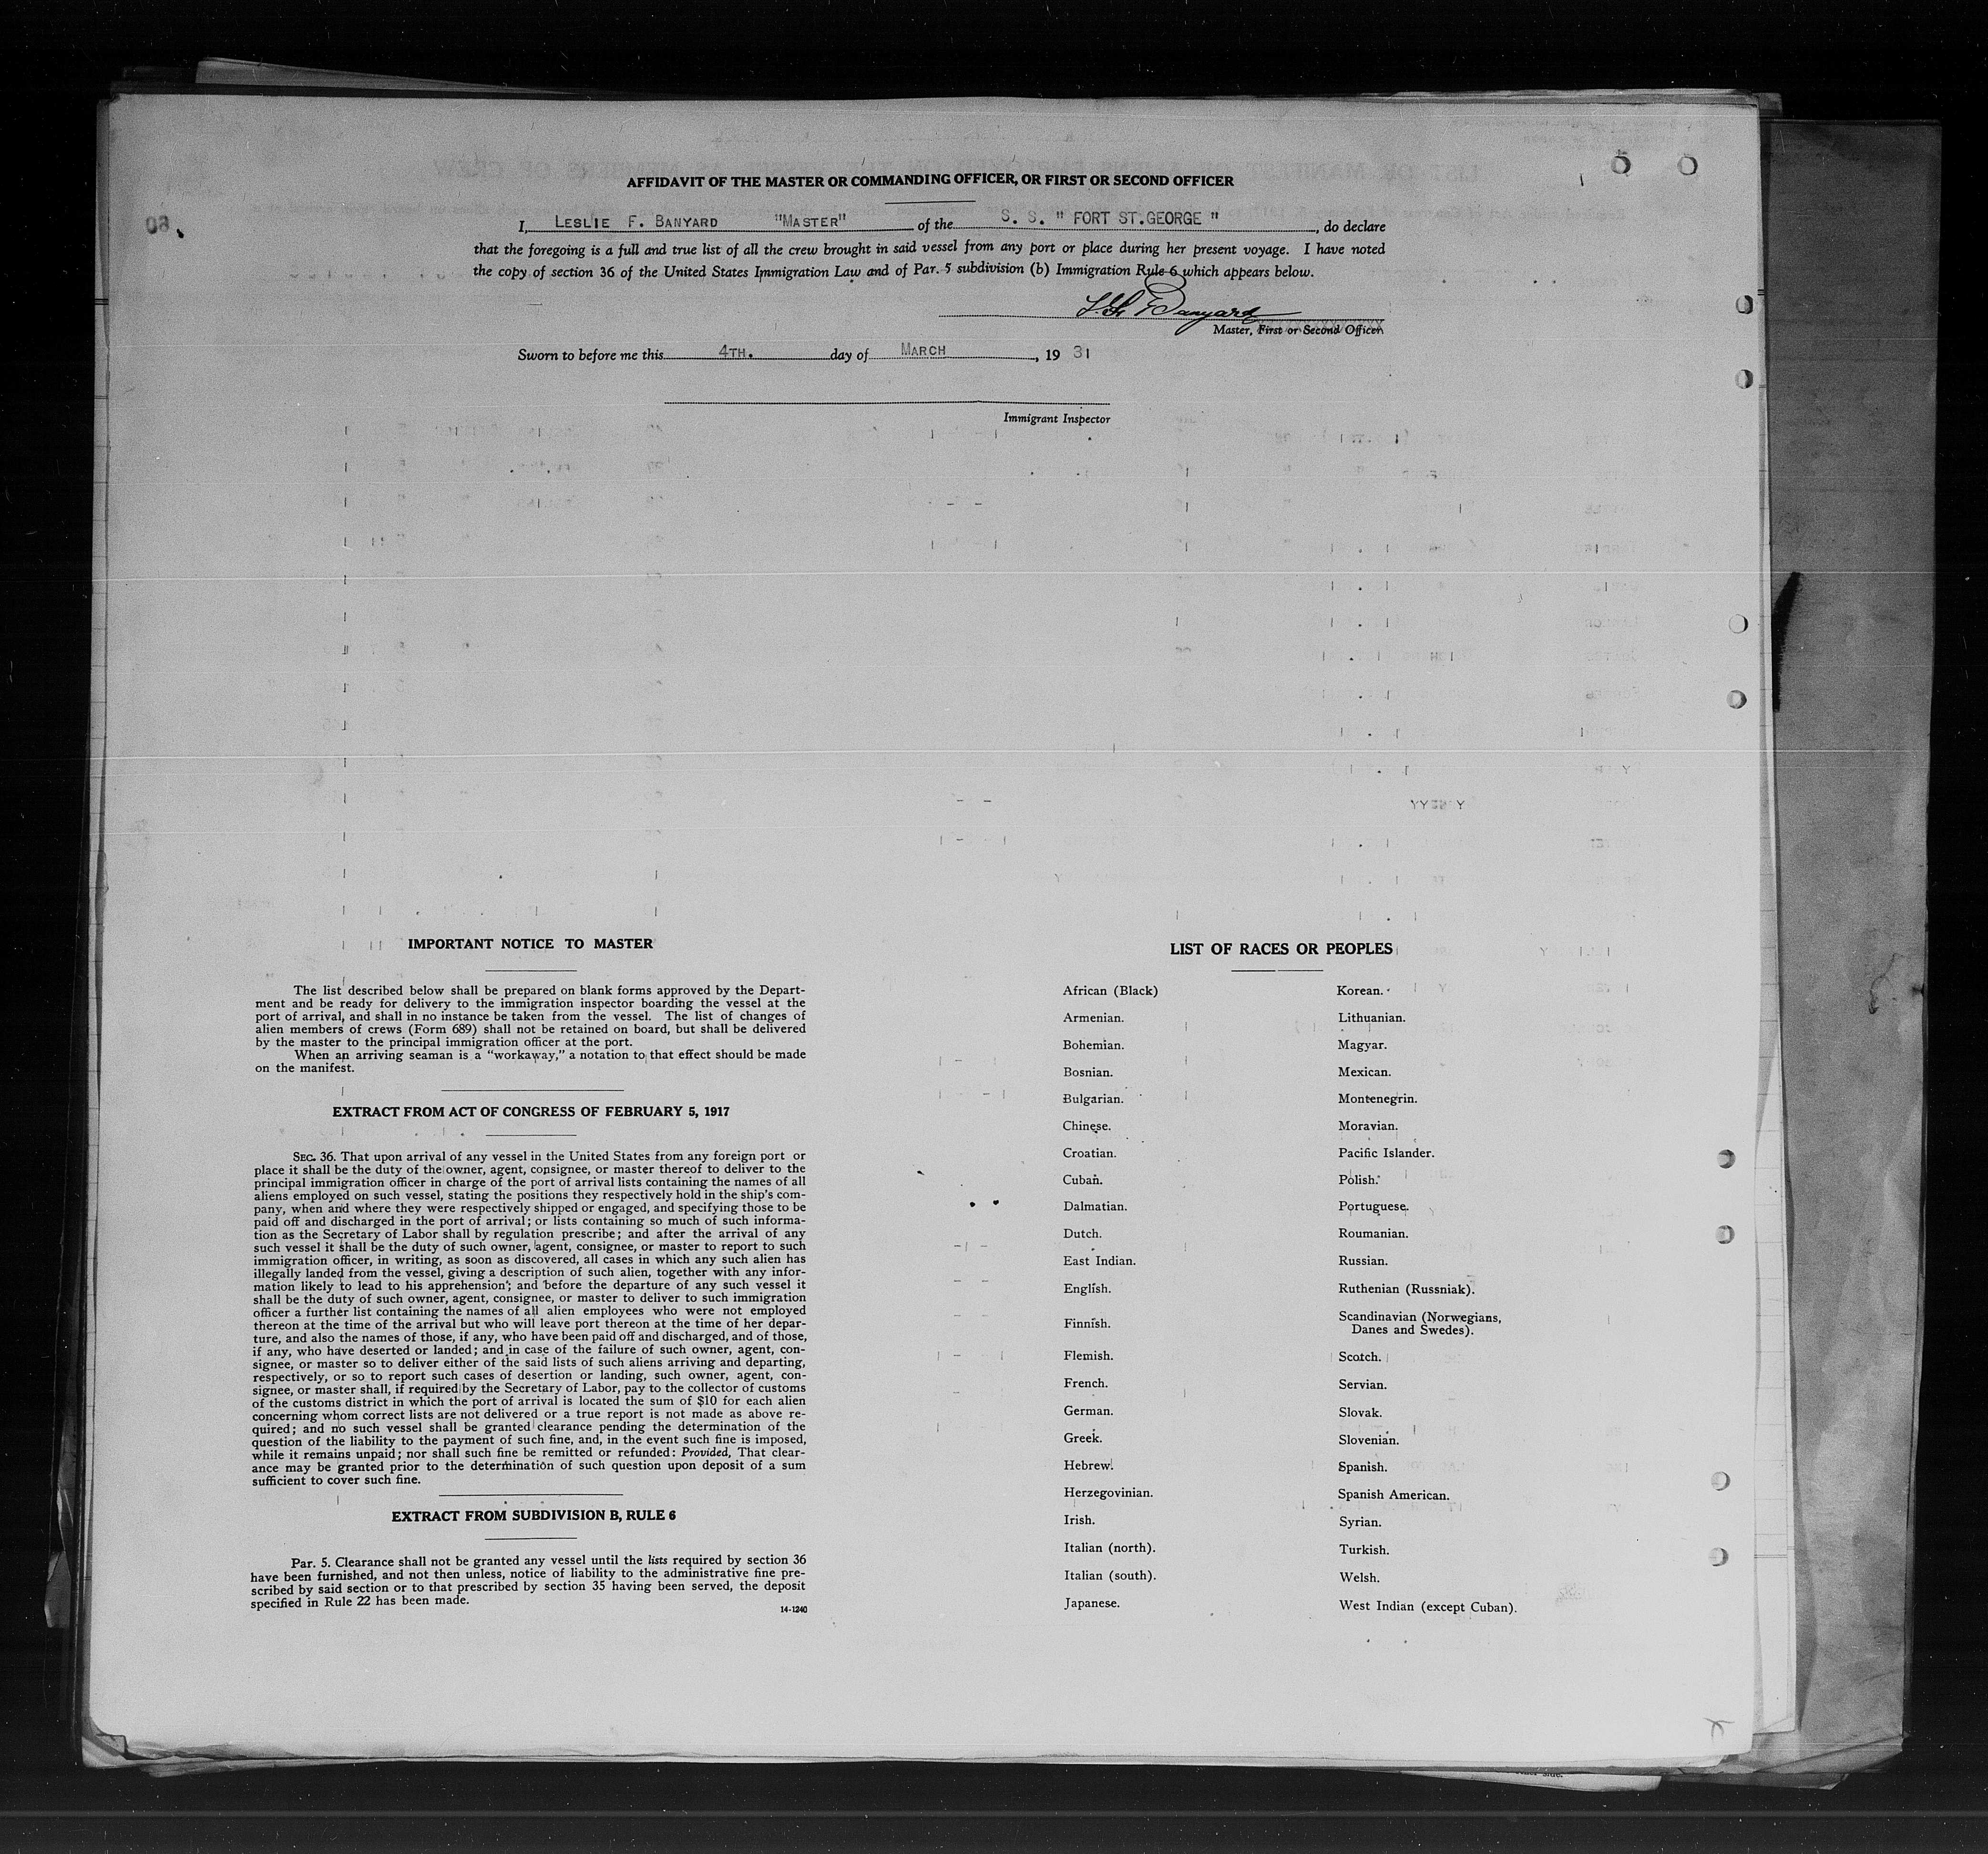 AFFIDAVIT OF THE MASTER OR COMMANDING OFFICER, OR FIRST OR SECOND OFFICER
I, LESLIE F. BANYARD "MASTER" of the S. S. " FORT ST.GEORGE ", do declare
that the foregoing is a full and true list of all the crew brought in said vessel from any port or place during her present voyage. I have noted
the copy of section 36 of the United States Immigration Law and of Par. 5 subdivision (b) Immigration Rule 6 which appears below.
Banyard
Master, First or Second Officer
Sworn to before me this 4TH. day of MARCH, 19 31
Immigrant Inspector
IMPORTANT NOTICE TO MASTER
The list described below shall be prepared on blank forms approved by the Depart-
ment and be ready for delivery to the immigration inspector boarding the vessel at the
port of arrival, and shall in no instance be taken from the vessel. The list of changes of
alien members of crews (Form 689) shall not be retained on board, but shall be delivered
by the master to the principal immigration officer at the port.
When an arriving seaman is a "workaway," a notation to that effect should be made
on the manifest.
EXTRACT FROM ACT OF CONGRESS OF FEBRUARY 5, 1917
SEC. 36. That upon arrival of any vessel in the United States from any foreign port or
place it shall be the duty of the owner, agent, consignee, or master thereof to deliver to the
principal immigration officer in charge of the port of arrival lists containing the names of all
aliens employed on such vessel, stating the positions they respectively hold in the ship's com-
pany, when and where they were respectively shipped or engaged, and specifying those to be
paid off and discharged in the port of arrival; or lists containing so much of such informa-
tion as the Secretary of Labor shall by regulation prescribe; and after the arrival of any
such vessel it shall be the duty of such owner, agent, consignee, or master to report to such
immigration officer, in writing, as soon as discovered, all cases in which any such alien has
illegally landed from the vessel, giving a description of such alien, together with any infor-
mation likely to lead to his apprehension; and before the departure of any such vessel it
shall be the duty of such owner, agent, consignee, or master to deliver to such immigration
officer a further list containing the names of all alien employees who were not employed
thereon at the time of the arrival but who will leave port thereon at the time of her depar-
ture, and also the names of those, if any, who have been paid off and discharged, and of those,
if any, who have deserted or landed; and in case of the failure of such owner, agent, con-
signee, or master so to deliver either of the said lists of such aliens arriving and departing,
respectively, or so to report such cases of desertion or landing, such owner, agent, con-
signee, or master shall, if required by the Secretary of Labor, pay to the collector of customs
of the customs district in which the port of arrival is located the sum of $10 for each alien
concerning whom correct lists are not delivered or a true report is not made as above re-
quired; and no such vessel shall be granted clearance pending the determination of the
question of the liability to the payment of such fine, and, in the event such fine is imposed,
while it remains unpaid; nor shall such fine be remitted or refunded: Provided, That clear-
ance may be granted prior to the determination of such question upon deposit of a sum
sufficient to cover such fine.
EXTRACT FROM SUBDIVISION B, RULE 6
Par. 5. Clearance shall not be granted any vessel until the lists required by section 36
have been furnished, and not then unless, notice of liability to the administrative fine pre-
scribed by said section or to that prescribed by section 35 having been served, the deposit
specified in Rule 22 has been made.
14-1240
LIST OF RACES OR PEOPLES
African (Black)
Armenian.
Bohemian.
Bosnian.
Bulgarian.
Chinese.
Croatian.
Cuban.
Dalmatian.
Dutch.
East Indian.
English.
Finnish.
Flemish.
French.
German.
Greek.
Hebrew.
Herzegovinian.
Irish.
Italian (north).
Italian (south).
Japanese.
Korean.
Lithuanian.
Magyar.
Mexican.
Montenegrin.
Moravian.
Pacific Islander.
Polish.
Portuguese.
Roumanian.
Russian.
Ruthenian (Russniak).
Scandinavian (Norwegians,
Danes and Swedes).
Scotch.
Servian.
Slovak.
Slovenian.
Spanish.
Spanish American.
Syrian.
Turkish.
Welsh.
West Indian (except Cuban).